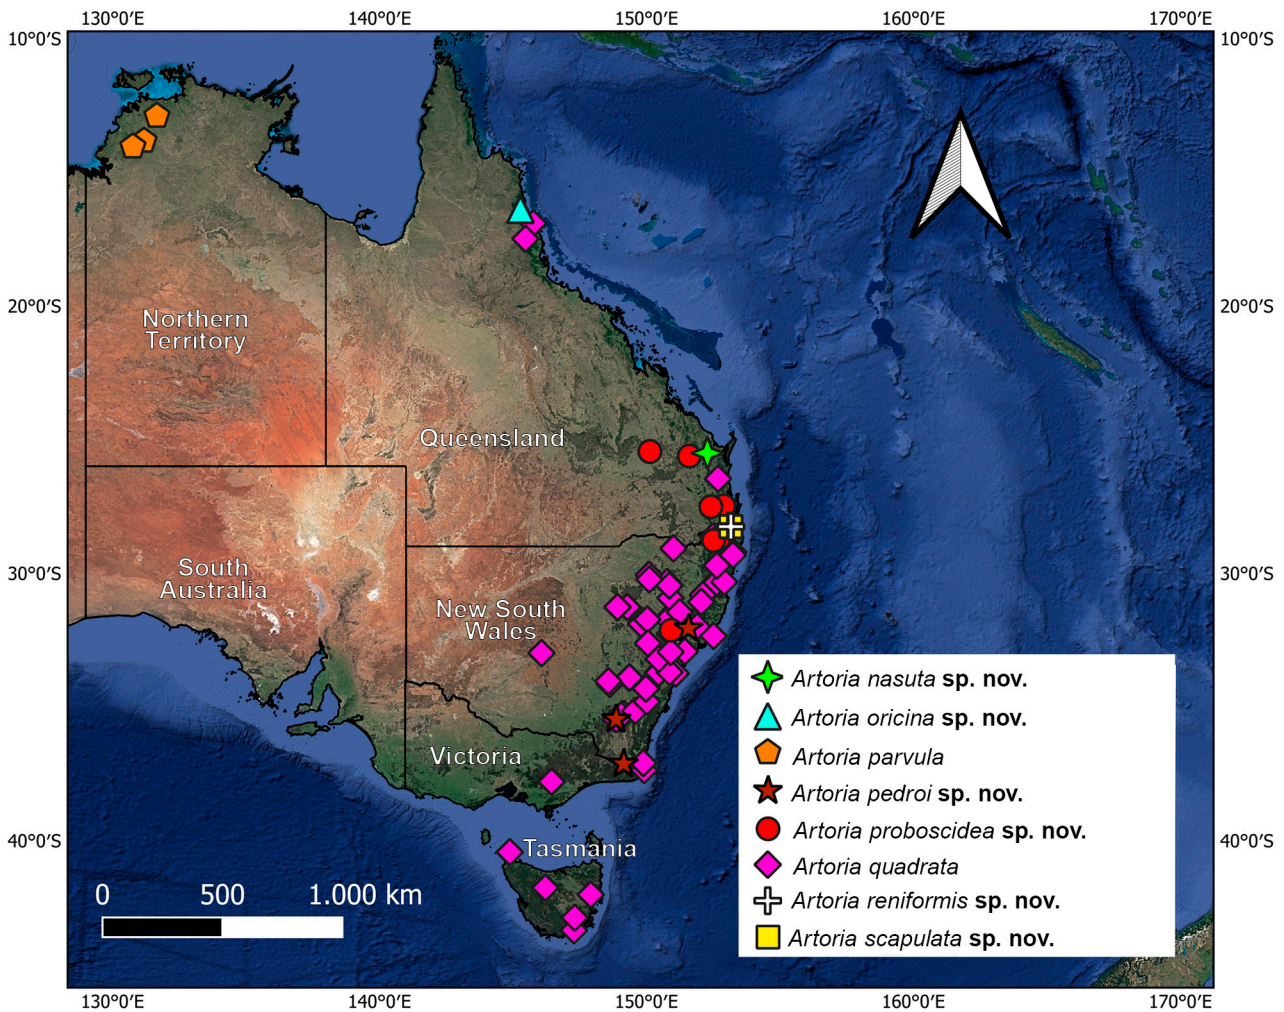 130°0′S 140°0′E 150°0′E 160°0′E 170°0′E
10°0′S 10°0′S
20°0′S 20°0′S
Northern
Territory
Queensland
30°0′S 30°0′S
South
Australia
New South
Wales
Victoria
40°0′S 40°0′S
Tasmania
0 500 1.000 km
Artoria nasuta sp. nov.
Artoria oricina sp. nov.
Artoria parvula
Artoria pedroi sp. nov.
Artoria proboscidea sp. nov.
Artoria quadrata
Artoria reniformis sp. nov.
Artoria scapulata sp. nov.
130°0′E 140°0′E 150°0′E 160°0′E 170°0′E